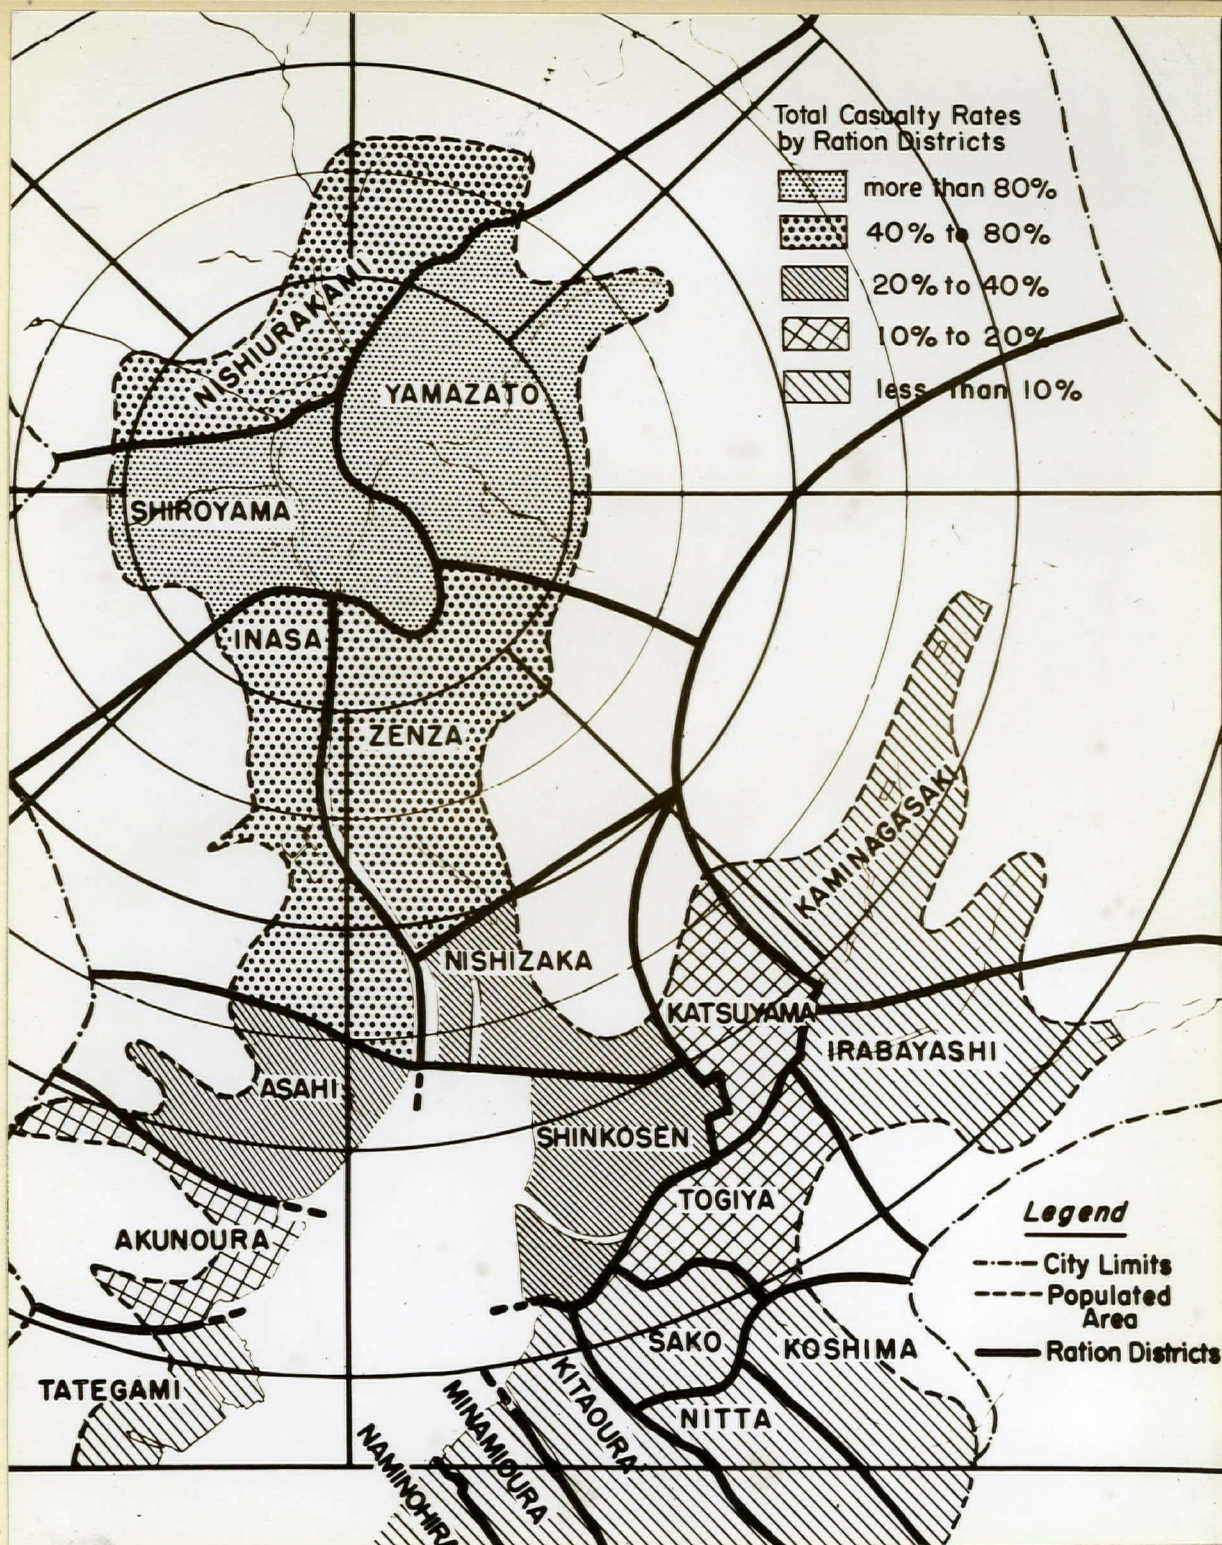 Total Casualty Rates
by Ration Districts
more than 80%
40% to 80%
20% to 40%
10% to 20%
less than 10%
NISHIURAKAMI
YAMAZATO
SHIROYAMA
INASA
ZENZA
KAMINAGASAKI
NISHIZAKA
KATSUYAMA
IRABAYASHI
ASAHI
SHINKOSEN
TOGIYA
AKUNOURA
Legend
City Limits
Populated
Area
Ration Districts
SAKO
KOSHIMA
TATEGAMI
KITAOURA
MINAMIOURA
NITTA
NAMINOHIRA